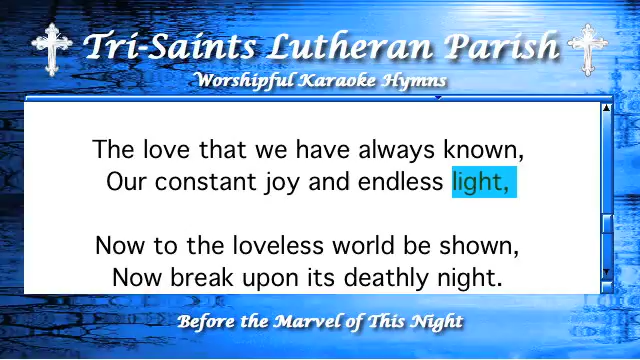 Tri-Saints Lutheran Parish
Worshipful Karaoke Hymns
The love that we have always known,
Our constant joy and endless light,
Now to the loveless world be shown,
Now break upon its deathly night.
Before the Marvel of This Night